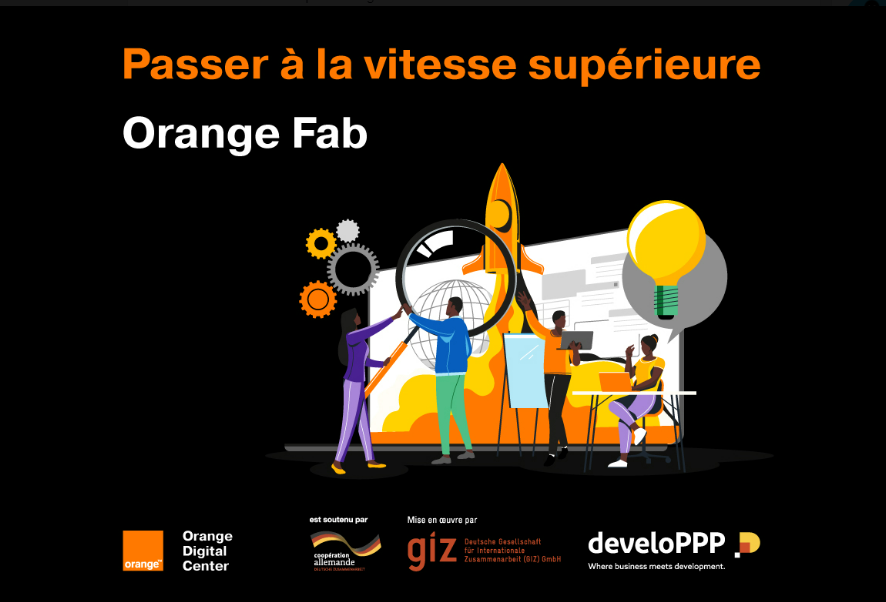 Passer à la vitesse supérieure
Orange Fab
orange™
Orange
Digital
Center
est soutenu par
coopération
allemande
DEUTSCHE ZUSAMMENARBEIT
Mise en œuvre par
giz
Deutsche Gesellschaft
für Internationale
Zusammenarbeit (GIZ) GmbH
develoPPP
Where business meets development.